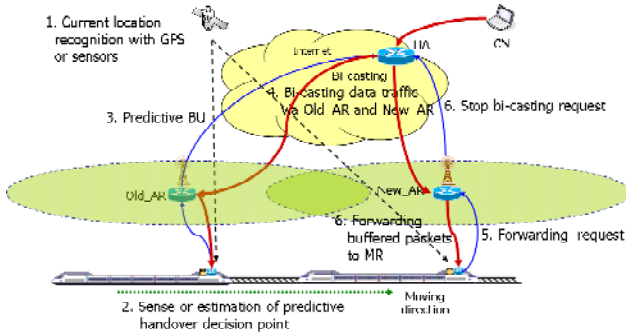 1. Current location
recognition with GPS
or sensors
Internet
HA
CN
Bi casting
4. Bi-casting data traffic
via Old_AR and New_AR
3. Predictive BU
6. Stop bi-casting request
Old_AR
New_AR
6. Forwarding
buffered packets
to MR
5. Forwarding request
2. Sense or estimation of predictive
handover decision point
Moving
direction